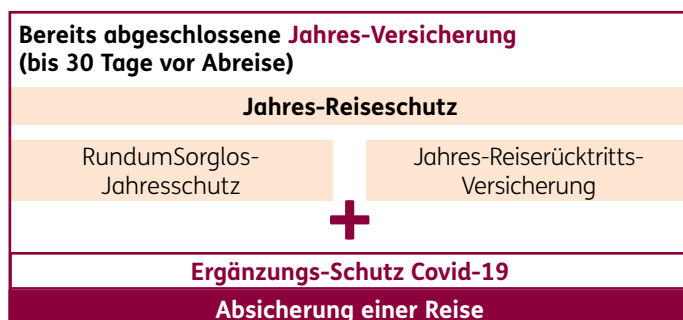 Bereits abgeschlossene Jahres-Versicherung
(bis 30 Tage vor Abreise)
Jahres-Reiseschutz
RundumSorglos-
Jahresschutz
Jahres-Reiserücktritts-
Versicherung
+
Ergänzungs-Schutz Covid-19
Absicherung einer Reise